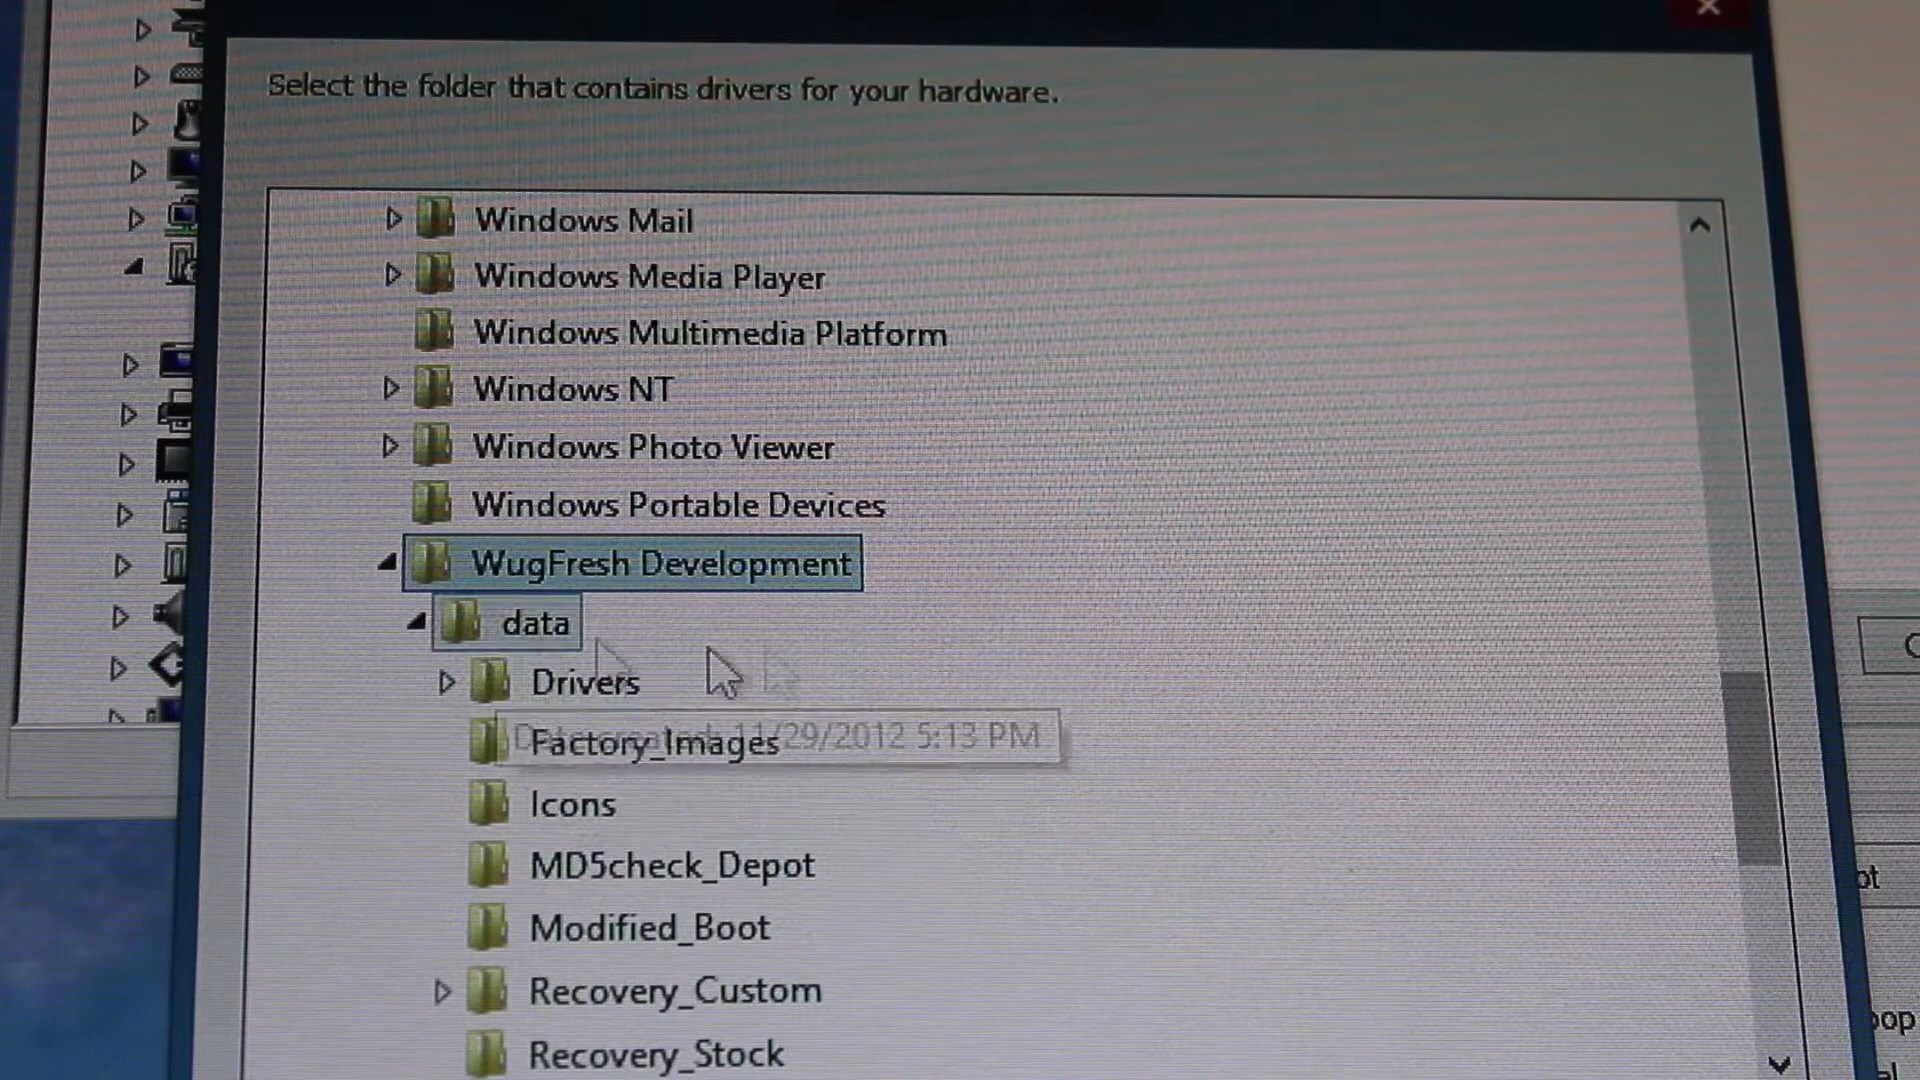 Select the folder that contains drivers for your hardware.
Windows Mail
Windows Media Player
Windows Multimedia Platform
Windows NT
Windows Photo Viewer
Windows Portable Devices
WugFresh Development
data
Drivers
Date created: 11/29/2012 5:13 PM
Factory_Images
Icons
MD5check_Depot
Modified_Boot
Recovery_Custom
Recovery_Stock